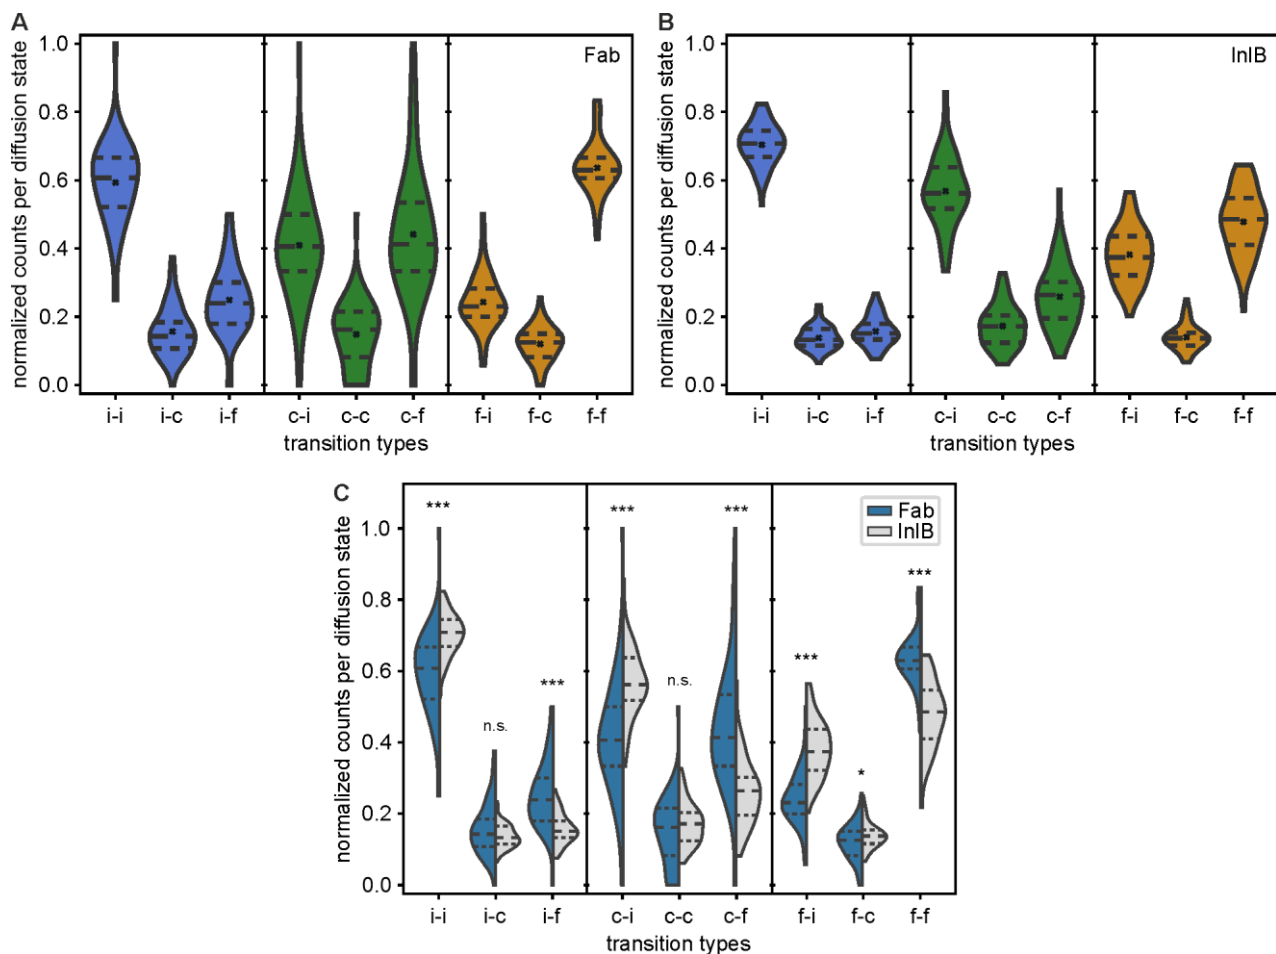 A
normalized counts per diffusion state
1.0
0.8
0.6
0.4
0.2
0.0
Fab
i-i i-c i-f c-i c-c c-f f-i f-c f-f
transition types
B
normalized counts per diffusion state
1.0
0.8
0.6
0.4
0.2
0.0
InlB
i-i i-c i-f c-i c-c c-f f-i f-c f-f
transition types
C
normalized counts per diffusion state
1.0
0.8
0.6
0.4
0.2
0.0
*** n.s. *** *** n.s. *** *** * ***
Fab
InlB
i-i i-c i-f c-i c-c c-f f-i f-c f-f
transition types